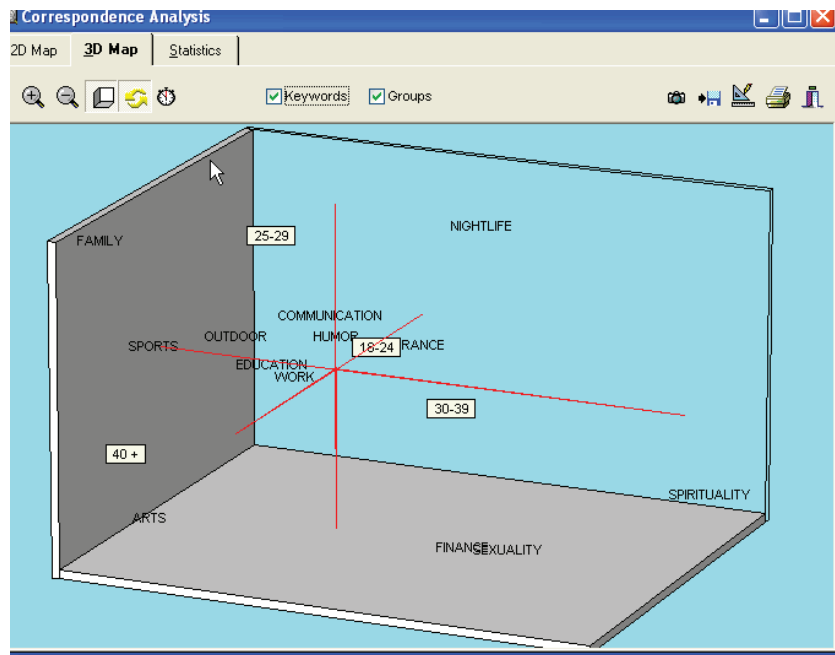 Correspondence Analysis
2D Map 3D Map Statistics
Keywords Groups
NIGHTLIFE
25-29
FAMILY
COMMUNICATION
OUTDOOR HUMOR
SPORTS 18-24 RANCE
EDUCATION
WORK
30-39
40 +
SPIRITUALITY
ARTS
FINANCE SEXUALITY